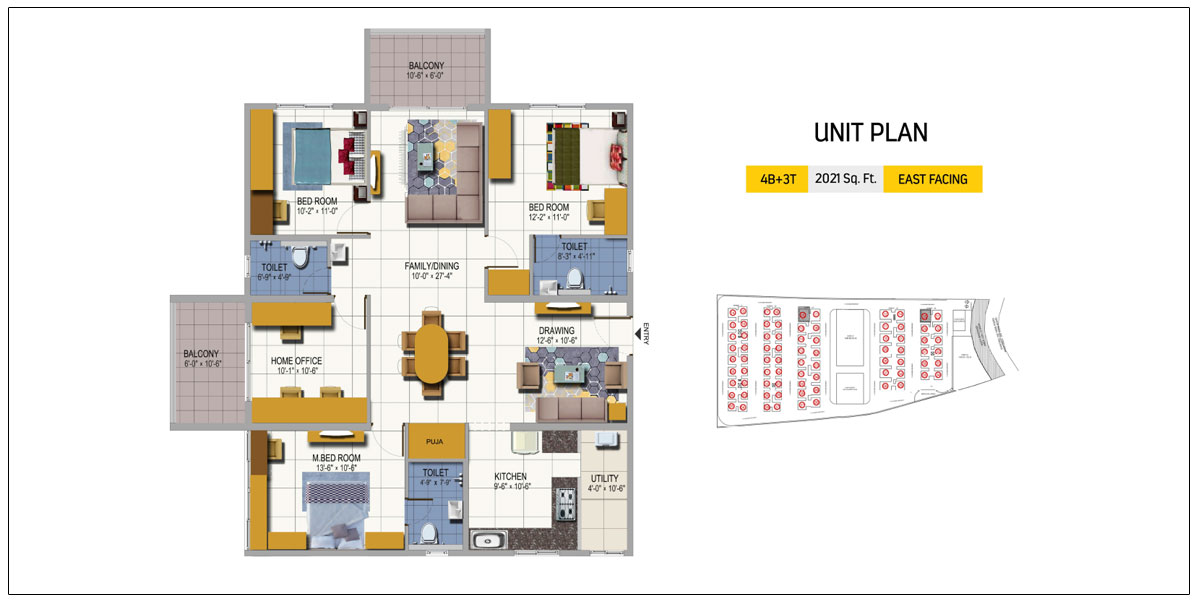 BALCONY
10'-6" × 6'-0"
UNIT PLAN
4B+3T 2021 Sq. Ft. EAST FACING
BED ROOM
10'-2" × 11'-0"
BED ROOM
12'-2" × 11'-0"
TOILET
6'-9" × 4'-9"
FAMILY/DINING
10'-0" × 27'-4"
TOILET
8'-3" × 4'-11"
DRAWING
12'-6" × 10'-6"
ENTRY
BALCONY
6'-0" × 10'-6"
HOME OFFICE
10'-1" × 10'-6"
PUJA
M.BED ROOM
13'-6" × 10'-6"
TOILET
4'-9" x 7'-9"
KITCHEN
9'-6" × 10'-6"
UTILITY
4'-0" × 10'-6"